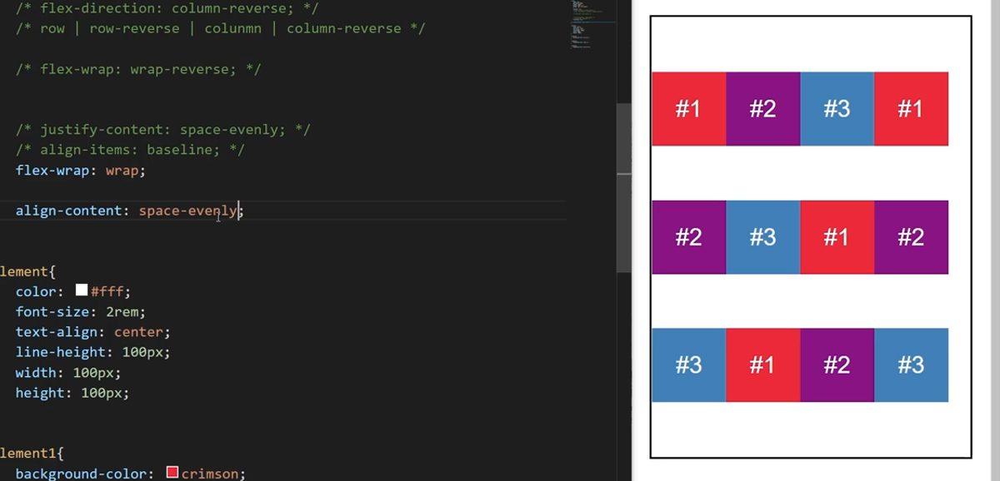 /* flex-direction: column-reverse; */
/* row | row-reverse | colunmn | column-reverse */
/* flex-wrap: wrap-reverse; */
/* justify-content: space-evenly; */
/* align-items: baseline; */
flex-wrap: wrap;
align-content: space-evenly;
lement{
color: #fff;
font-size: 2rem;
text-align: center;
line-height: 100px;
width: 100px;
height: 100px;
lement1{
background-color: crimson;
#1 #2 #3 #1
#2 #3 #1 #2
#3 #1 #2 #3